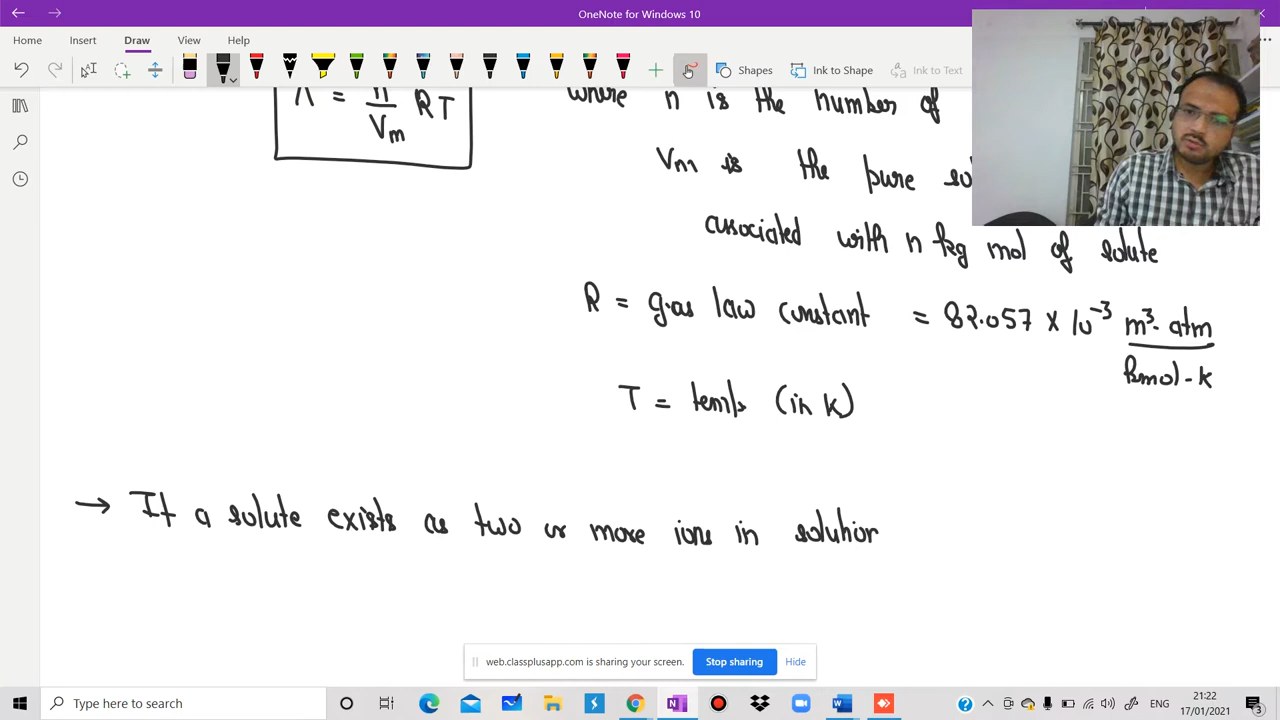 OneNote for Windows 10
Home Insert Draw View Help
Shapes Ink to Shape Ink to Text
π = n/Vm RT
where n is the number of
Vm is the pure
associated with n kg mol of solute
R = gas law constant = 82.057 × 10⁻³ m³· atm / kmol - K
T = temp (in K)
→ If a solute exists as two or more ions in solution
web.classplusapp.com is sharing your screen. Stop sharing Hide
Type here to search
ENG
21:22
17/01/2021
3